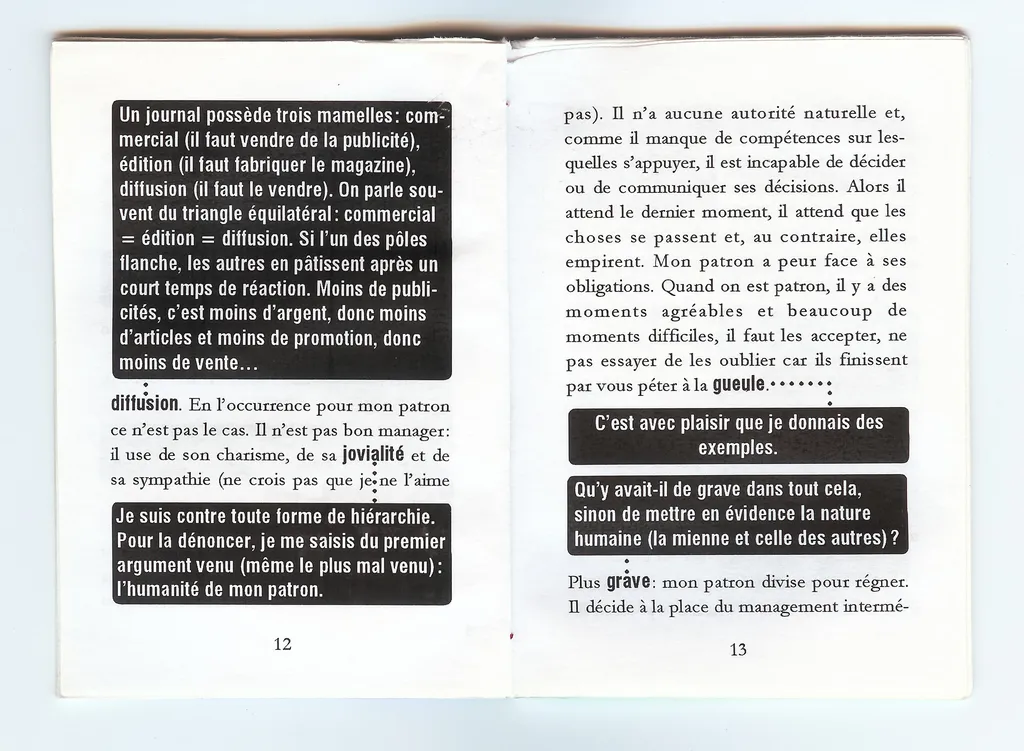 Un journal possède trois mamelles : com-
mercial (il faut vendre de la publicité),
édition (il faut fabriquer le magazine),
diffusion (il faut le vendre). On parle sou-
vent du triangle équilatéral : commercial
= édition = diffusion. Si l'un des pôles
flanche, les autres en pâtissent après un
court temps de réaction. Moins de publi-
cités, c'est moins d'argent, donc moins
d'articles et moins de promotion, donc
moins de vente...
diffusion. En l'occurrence pour mon patron
ce n'est pas le cas. Il n'est pas bon manager :
il use de son charisme, de sa jovialité et de
sa sympathie (ne crois pas que je ne l'aime
Je suis contre toute forme de hiérarchie.
Pour la dénoncer, je me saisis du premier
argument venu (même le plus mal venu) :
l'humanité de mon patron.
12
pas). Il n'a aucune autorité naturelle et,
comme il manque de compétences sur les-
quelles s'appuyer, il est incapable de décider
ou de communiquer ses décisions. Alors il
attend le dernier moment, il attend que les
choses se passent et, au contraire, elles
empirent. Mon patron a peur face à ses
obligations. Quand on est patron, il y a des
moments agréables et beaucoup de
moments difficiles, il faut les accepter, ne
pas essayer de les oublier car ils finissent
par vous péter à la gueule.
C'est avec plaisir que je donnais des
exemples.
Qu'y avait-il de grave dans tout cela,
sinon de mettre en évidence la nature
humaine (la mienne et celle des autres) ?
Plus grave : mon patron divise pour régner.
Il décide à la place du management intermé-
13